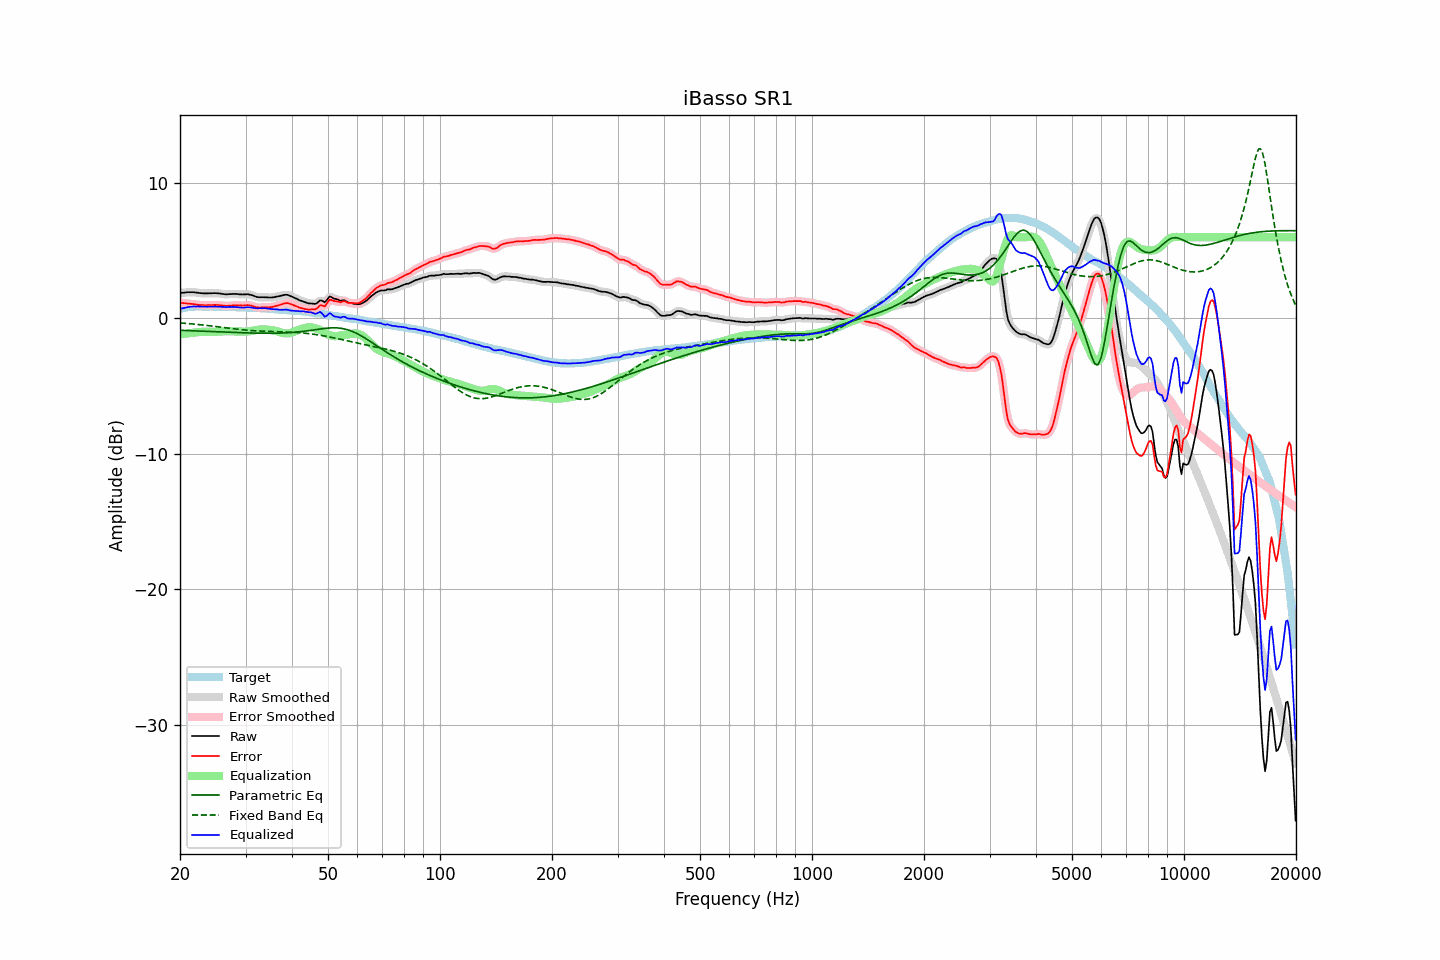 iBasso SR1
10
0
−10
−20
−30
Amplitude (dBr)
20
50
100
200
500
1000
2000
5000
10000
20000
Frequency (Hz)
Target
Raw Smoothed
Error Smoothed
Raw
Error
Equalization
Parametric Eq
Fixed Band Eq
Equalized